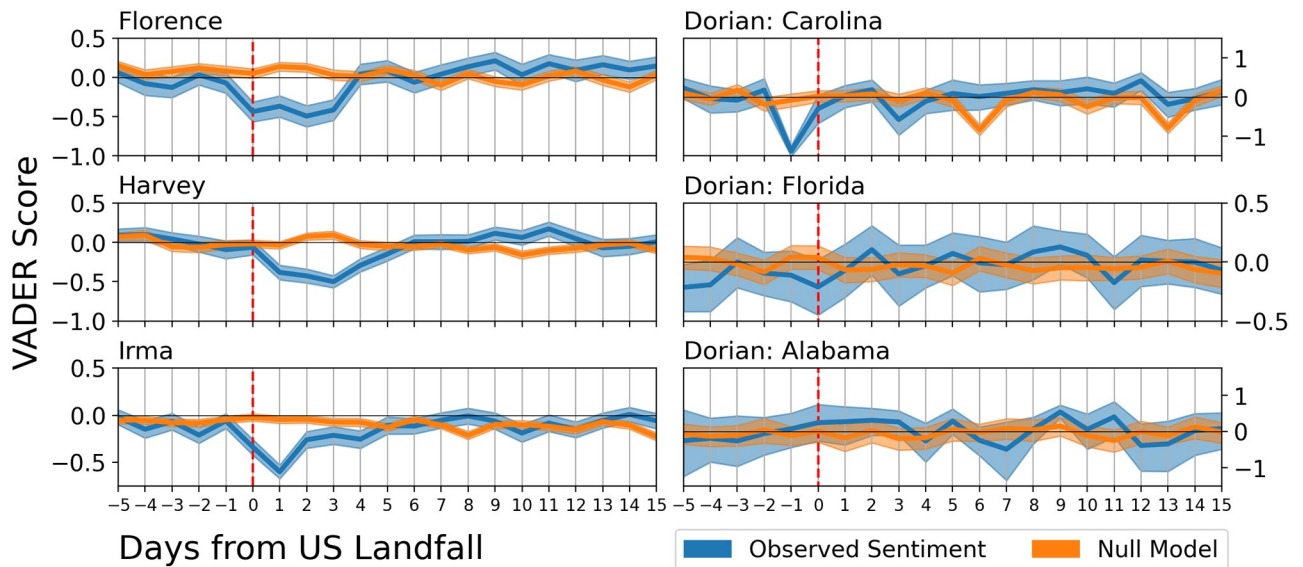 Florence
0.5
0.0
−0.5
−1.0
Dorian: Carolina
1
0
−1
Harvey
0.5
0.0
−0.5
−1.0
Dorian: Florida
0.5
0.0
−0.5
Irma
0.5
0.0
−0.5
Dorian: Alabama
1
0
−1
VADER Score
−5 −4 −3 −2 −1 0 1 2 3 4 5 6 7 8 9 10 11 12 13 14 15
−5 −4 −3 −2 −1 0 1 2 3 4 5 6 7 8 9 10 11 12 13 14 15
Days from US Landfall
Observed Sentiment
Null Model